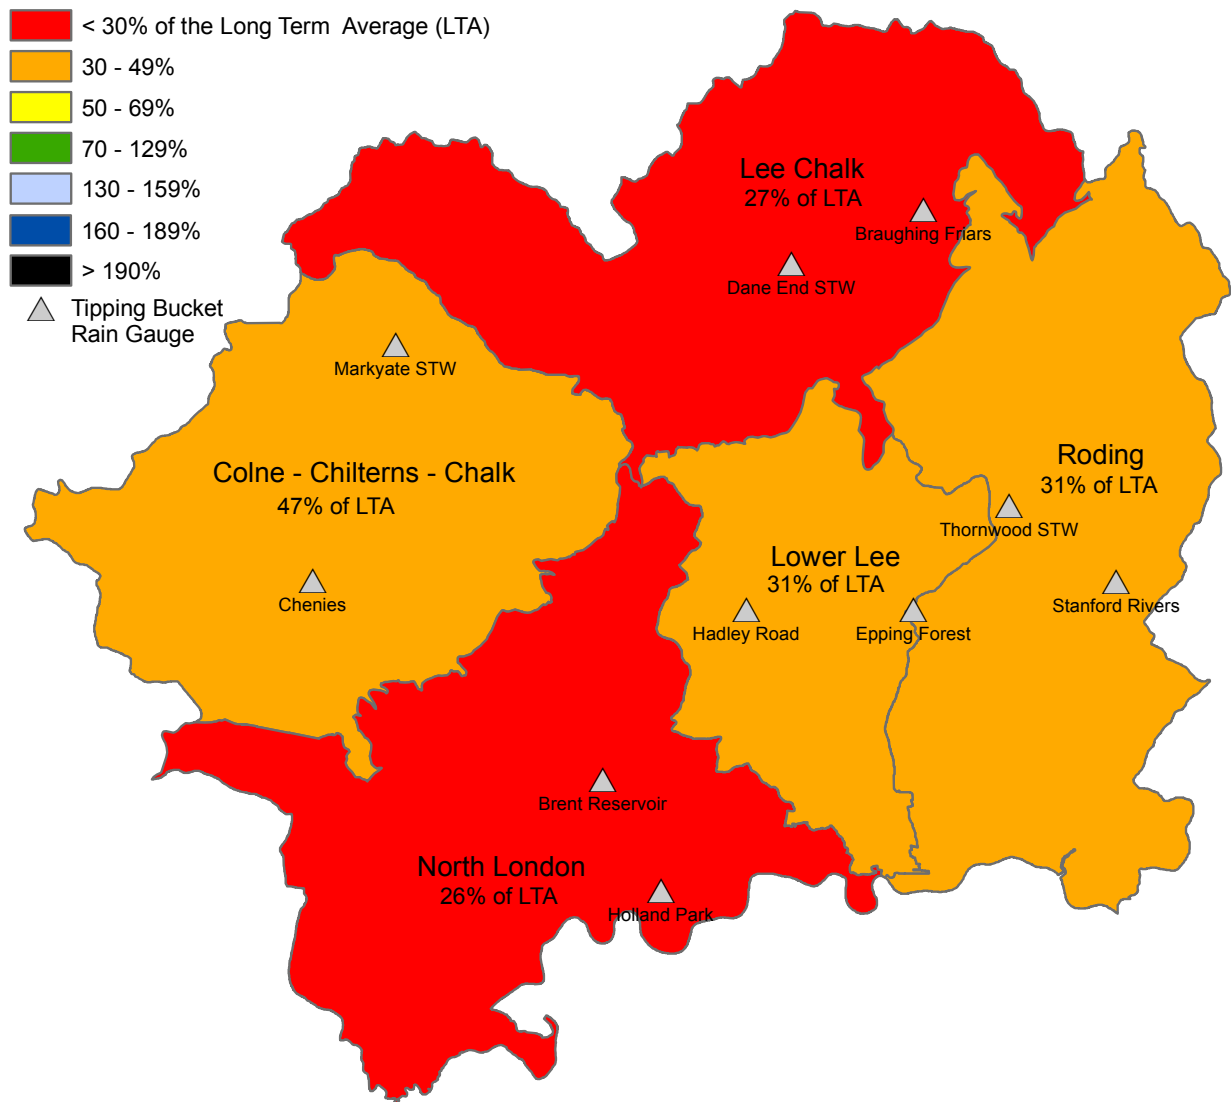 < 30% of the Long Term Average (LTA)
30 - 49%
50 - 69%
70 - 129%
130 - 159%
160 - 189%
> 190%
Tipping Bucket
Rain Gauge
Lee Chalk
27% of LTA
Braughing Friars
Dane End STW
Markyate STW
Colne - Chilterns - Chalk
47% of LTA
Chenies
Roding
31% of LTA
Thornwood STW
Stanford Rivers
Lower Lee
31% of LTA
Hadley Road
Epping Forest
Brent Reservoir
North London
26% of LTA
Holland Park